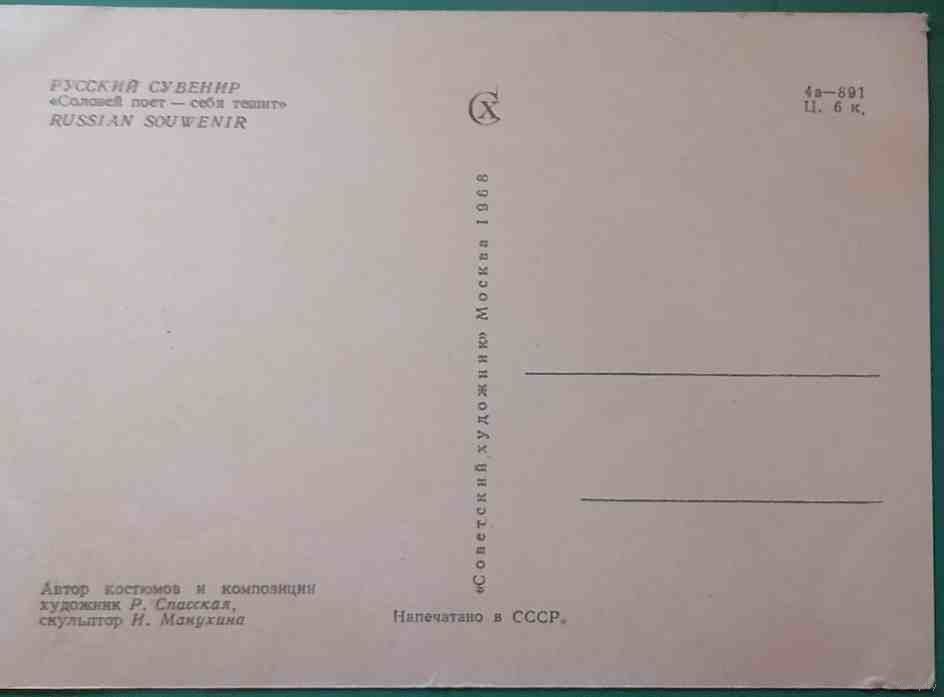 РУССКИЙ СУВЕНИР
«Соловей поет — себя тешит»
RUSSIAN SOUWENIR
СХ
4а—891
Ц. 6 к.
«Советский художник» Москва 1968
Автор костюмов и композиции
художник Р. Спасская,
скульптор И. Манухина
Напечатано в СССР.